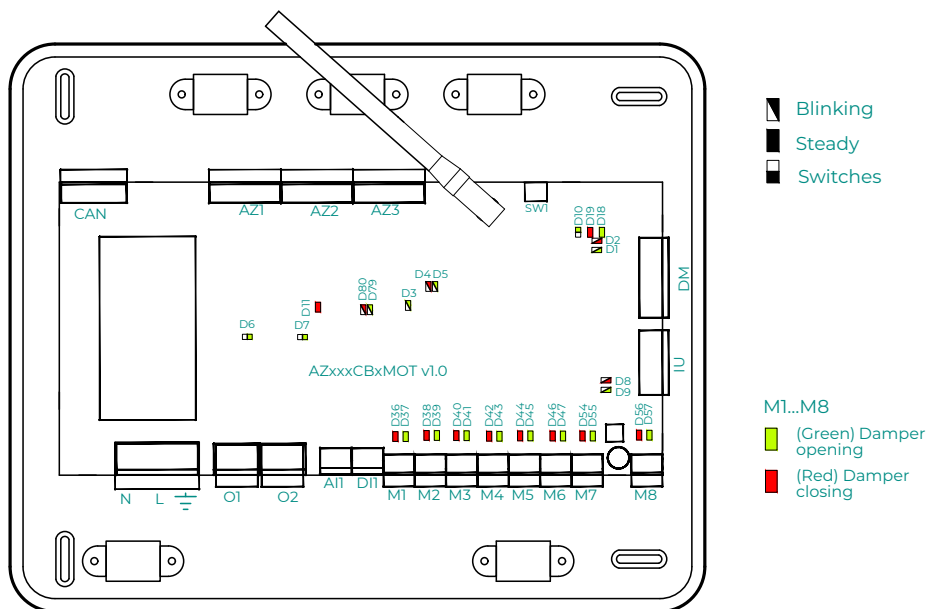 Blinking
Steady
Switches
CAN
AZ1
AZ2
AZ3
SW1
D10
D19
D18
D2
D1
DM
D4
D5
D80
D79
D3
D11
D6
D7
IU
AZxxxCBxMOT v1.0
D8
D9
D36
D37
D38
D39
D40
D41
D42
D43
D44
D45
D46
D47
D54
D55
D56
D57
M1...M8
(Green) Damper
opening
(Red) Damper
closing
N
L
O1
O2
AI1
DI1
M1
M2
M3
M4
M5
M6
M7
M8